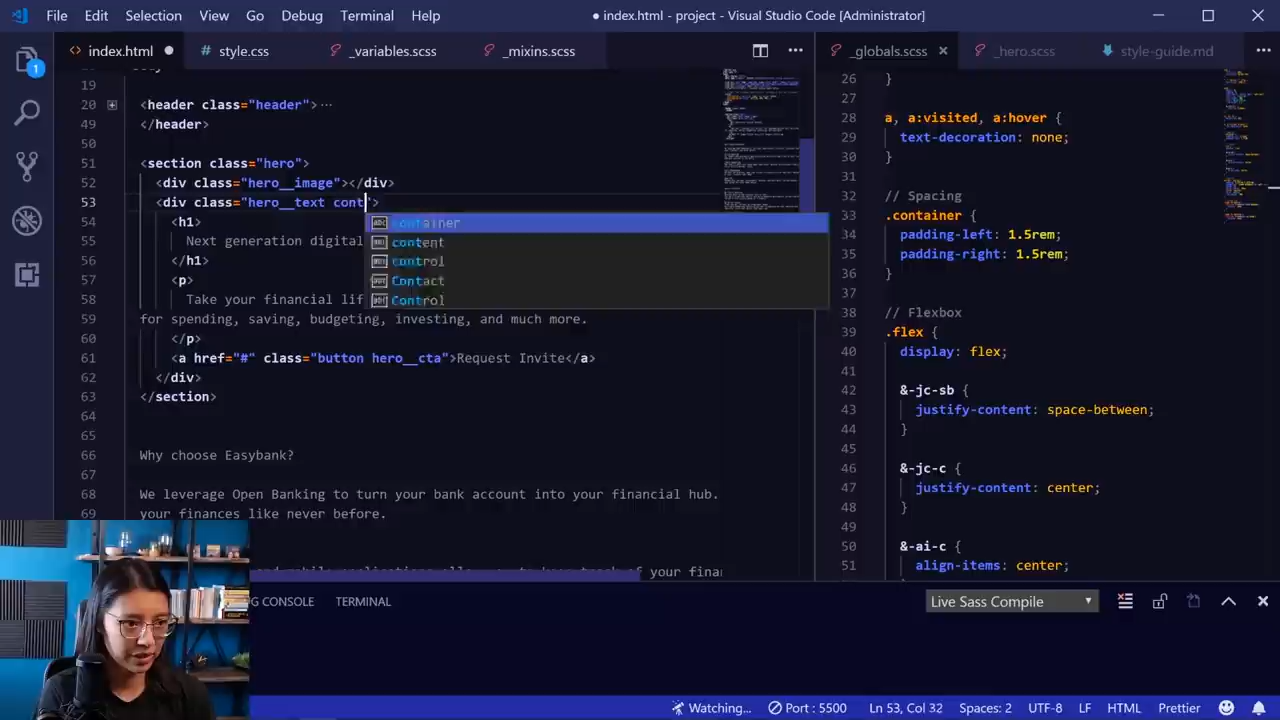 File Edit Selection View Go Debug Terminal Help
● index.html - project - Visual Studio Code [Administrator]
index.html
style.css
_variables.scss
_mixins.scss
_globals.scss
_hero.scss
style-guide.md
1
19
20 <header class="header">
49 </header>
50
51 <section class="hero">
52 <div class="hero__image"></div>
53 <div class="hero__text cont">
54 <h1>
55 Next generation digital
56 </h1>
57 <p>
58 Take your financial lif
59 for spending, saving, budgeting, investing, and much more.
60 </p>
61 <a href="#" class="button hero__cta">Request Invite</a>
62 </div>
63 </section>
64
65
66 Why choose Easybank?
67
68 We leverage Open Banking to turn your bank account into your financial hub.
69 your finances like never before.
of your finan
container
content
control
Contact
Control
26 }
27
28 a, a:visited, a:hover {
29 text-decoration: none;
30 }
31
32 // Spacing
33 .container {
34 padding-left: 1.5rem;
35 padding-right: 1.5rem;
36 }
37
38 // Flexbox
39 .flex {
40 display: flex;
41
42 &-jc-sb {
43 justify-content: space-between;
44 }
45
46 &-jc-c {
47 justify-content: center;
48 }
49
50 &-ai-c {
51 align-items: center;
G CONSOLE TERMINAL
Live Sass Compile
Watching... Port : 5500 Ln 53, Col 32 Spaces: 2 UTF-8 LF HTML Prettier